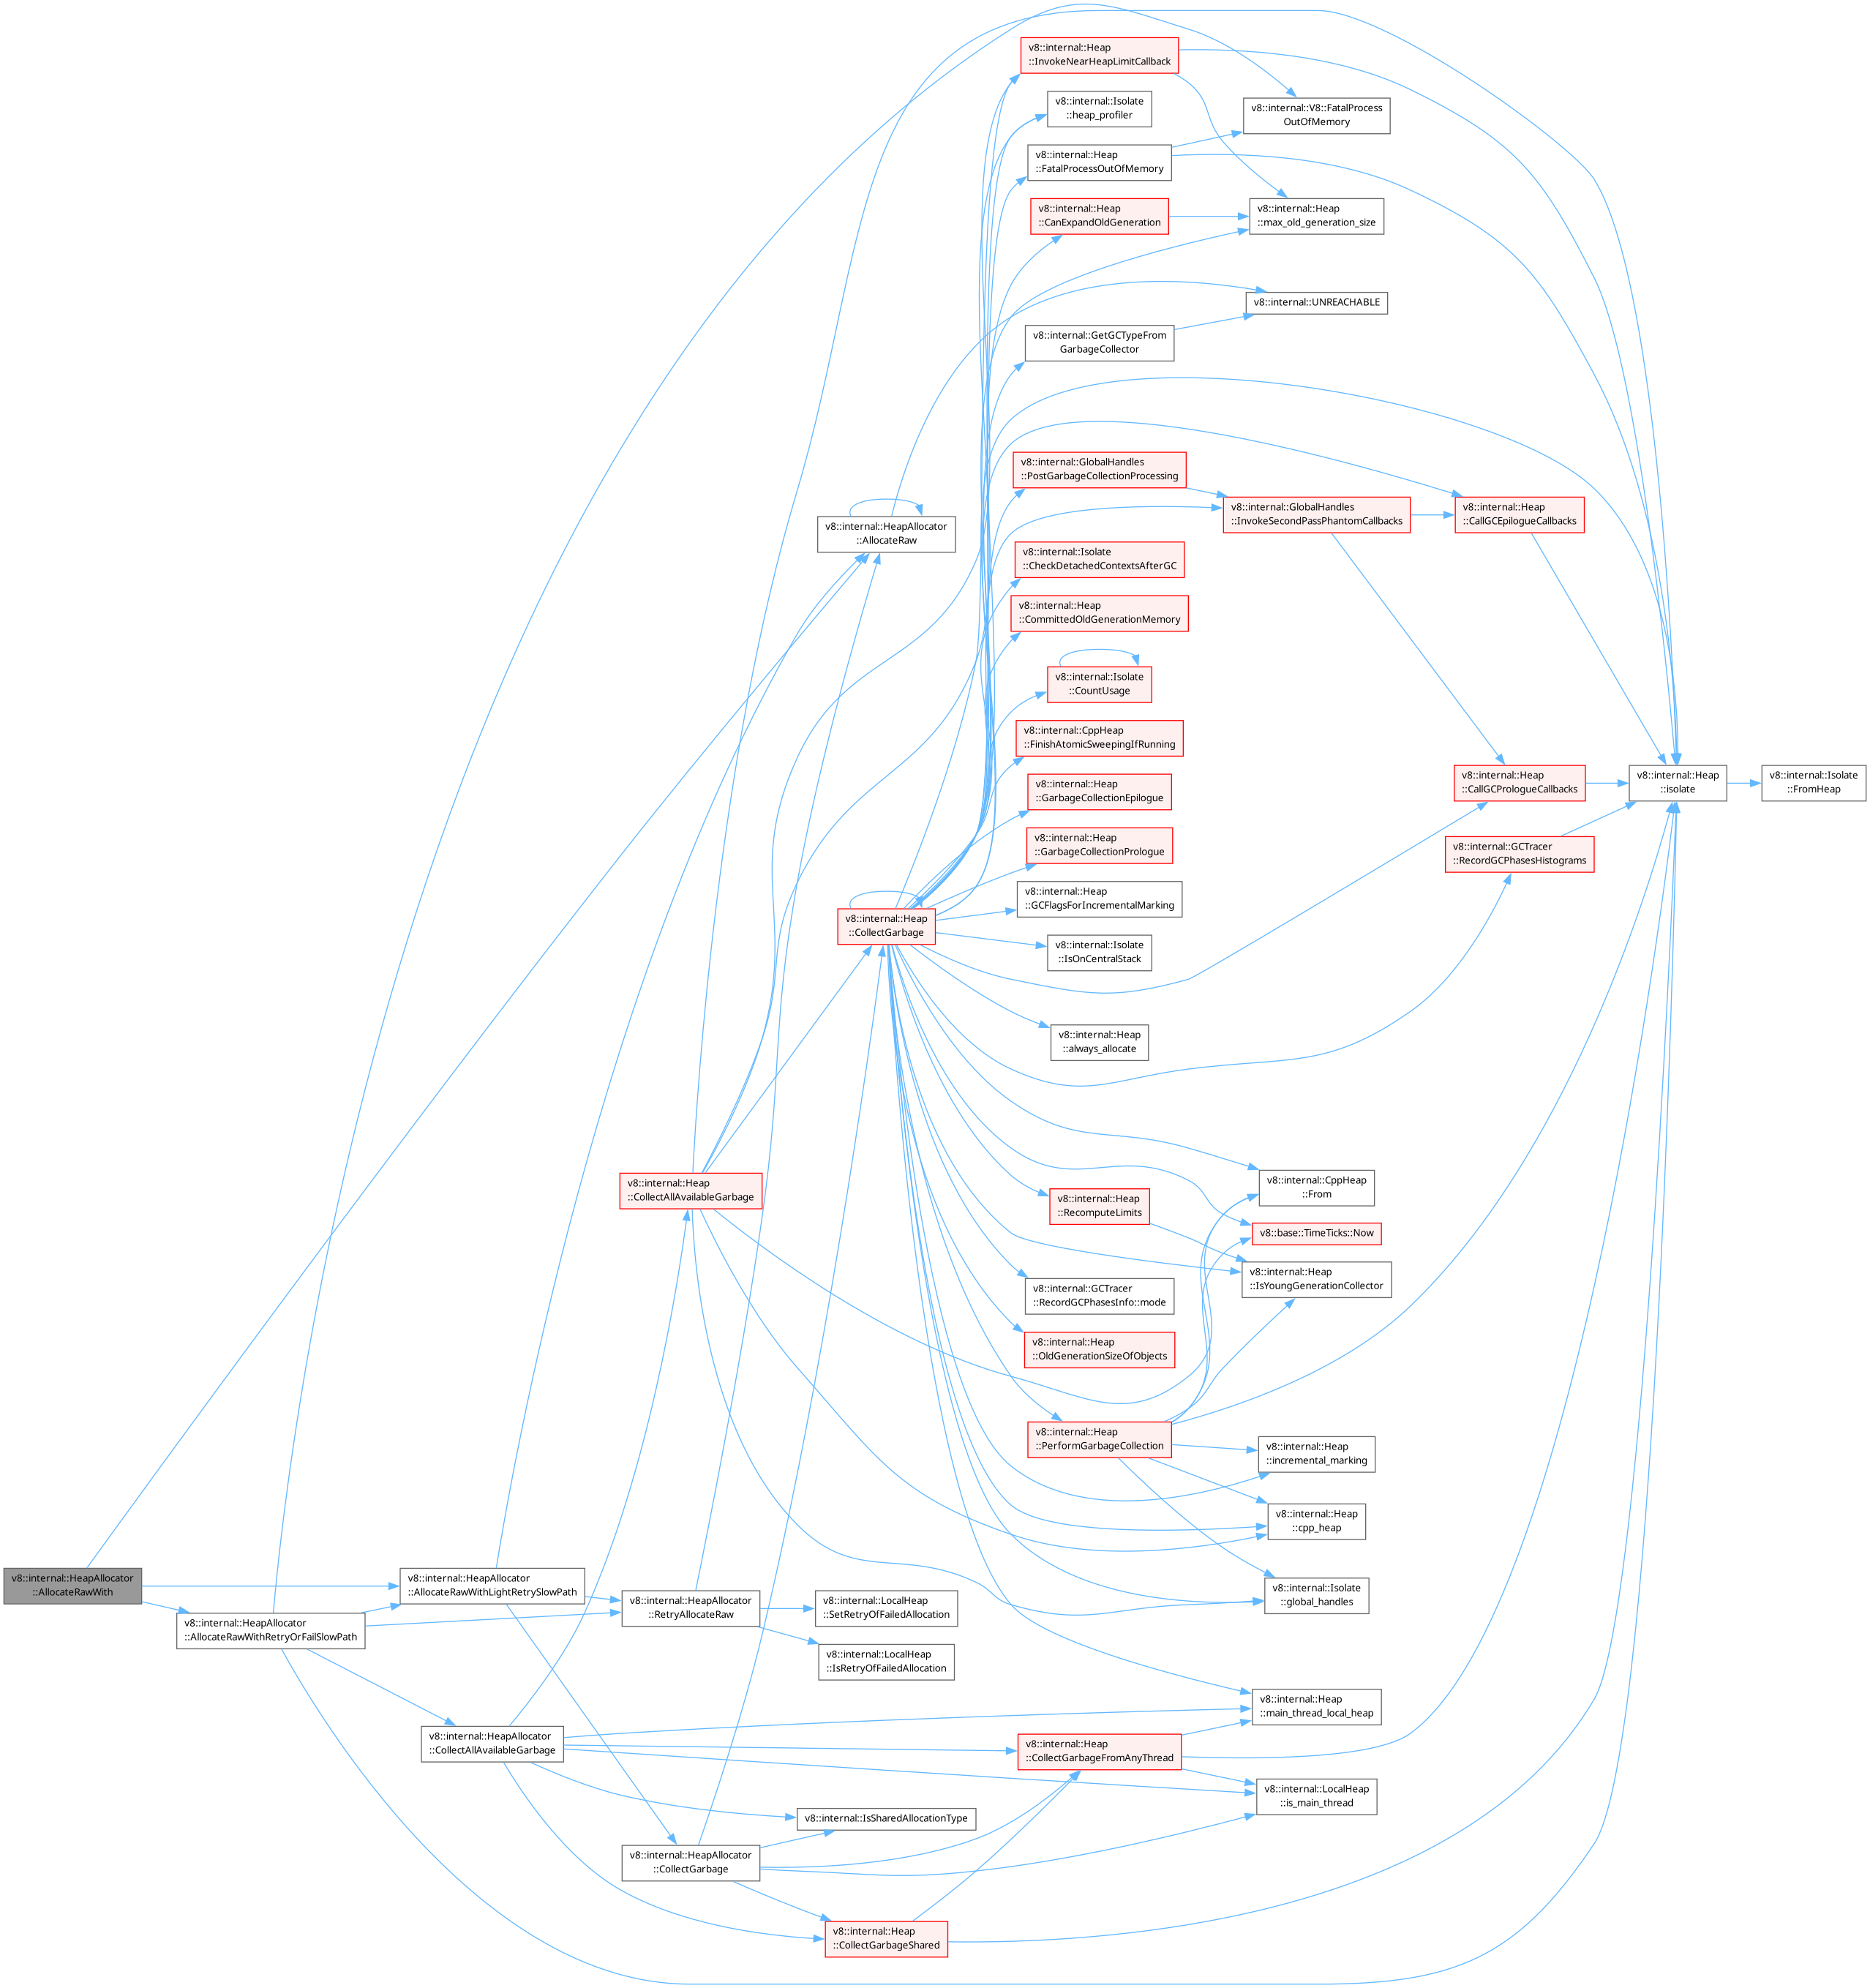 v8::internal::Heap
::InvokeNearHeapLimitCallback
v8::internal::Isolate
::heap_profiler
v8::internal::V8::FatalProcess
OutOfMemory
v8::internal::Heap
::FatalProcessOutOfMemory
v8::internal::Heap
::CanExpandOldGeneration
v8::internal::Heap
::max_old_generation_size
v8::internal::UNREACHABLE
v8::internal::GetGCTypeFrom
GarbageCollector
v8::internal::GlobalHandles
::PostGarbageCollectionProcessing
v8::internal::GlobalHandles
::InvokeSecondPassPhantomCallbacks
v8::internal::Heap
::CallGCEpilogueCallbacks
v8::internal::HeapAllocator
::AllocateRaw
v8::internal::Isolate
::CheckDetachedContextsAfterGC
v8::internal::Heap
::CommittedOldGenerationMemory
v8::internal::Isolate
::CountUsage
v8::internal::CppHeap
::FinishAtomicSweepingIfRunning
v8::internal::Heap
::GarbageCollectionEpilogue
v8::internal::Heap
::CallGCPrologueCallbacks
v8::internal::Heap
::isolate
v8::internal::Isolate
::FromHeap
v8::internal::Heap
::GarbageCollectionPrologue
v8::internal::GCTracer
::RecordGCPhasesHistograms
v8::internal::Heap
::GCFlagsForIncrementalMarking
v8::internal::Heap
::CollectGarbage
v8::internal::Isolate
::IsOnCentralStack
v8::internal::Heap
::always_allocate
v8::internal::Heap
::CollectAllAvailableGarbage
v8::internal::CppHeap
::From
v8::internal::Heap
::RecomputeLimits
v8::base::TimeTicks::Now
v8::internal::Heap
::IsYoungGenerationCollector
v8::internal::GCTracer
::RecordGCPhasesInfo::mode
v8::internal::Heap
::OldGenerationSizeOfObjects
v8::internal::Heap
::PerformGarbageCollection
v8::internal::Heap
::incremental_marking
v8::internal::Heap
::cpp_heap
v8::internal::HeapAllocator
::AllocateRawWith
v8::internal::HeapAllocator
::AllocateRawWithLightRetrySlowPath
v8::internal::Isolate
::global_handles
v8::internal::HeapAllocator
::RetryAllocateRaw
v8::internal::LocalHeap
::SetRetryOfFailedAllocation
v8::internal::HeapAllocator
::AllocateRawWithRetryOrFailSlowPath
v8::internal::LocalHeap
::IsRetryOfFailedAllocation
v8::internal::Heap
::main_thread_local_heap
v8::internal::HeapAllocator
::CollectAllAvailableGarbage
v8::internal::Heap
::CollectGarbageFromAnyThread
v8::internal::LocalHeap
::is_main_thread
v8::internal::IsSharedAllocationType
v8::internal::HeapAllocator
::CollectGarbage
v8::internal::Heap
::CollectGarbageShared